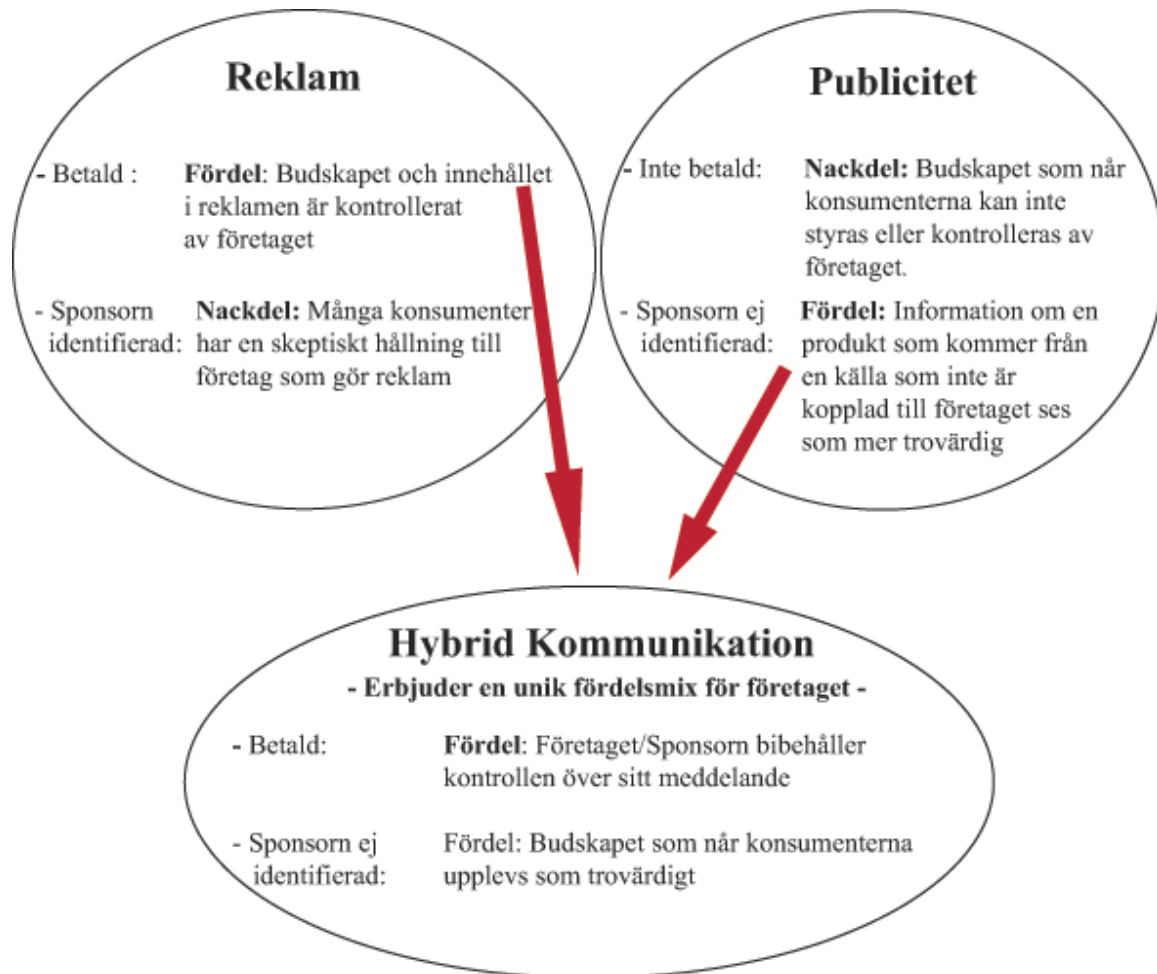 Reklam
- Betald : Fördel: Budskapet och innehållet
i reklamen är kontrollerat
av företaget
- Sponsorn Nackdel: Många konsumenter
identifierad: har en skeptiskt hållning till
företag som gör reklam
Publicitet
- Inte betald: Nackdel: Budskapet som når
konsumenterna kan inte
styras eller kontrolleras av
företaget.
- Sponsorn ej Fördel: Information om en
identifierad: produkt som kommer från
en källa som inte är
kopplad till företaget ses
som mer trovärdig
Hybrid Kommunikation
- Erbjuder en unik fördelsmix för företaget -
- Betald: Fördel: Företaget/Sponsorn bibehåller
kontrollen över sitt meddelande
- Sponsorn ej Fördel: Budskapet som når konsumenterna
identifierad: upplevs som trovärdigt